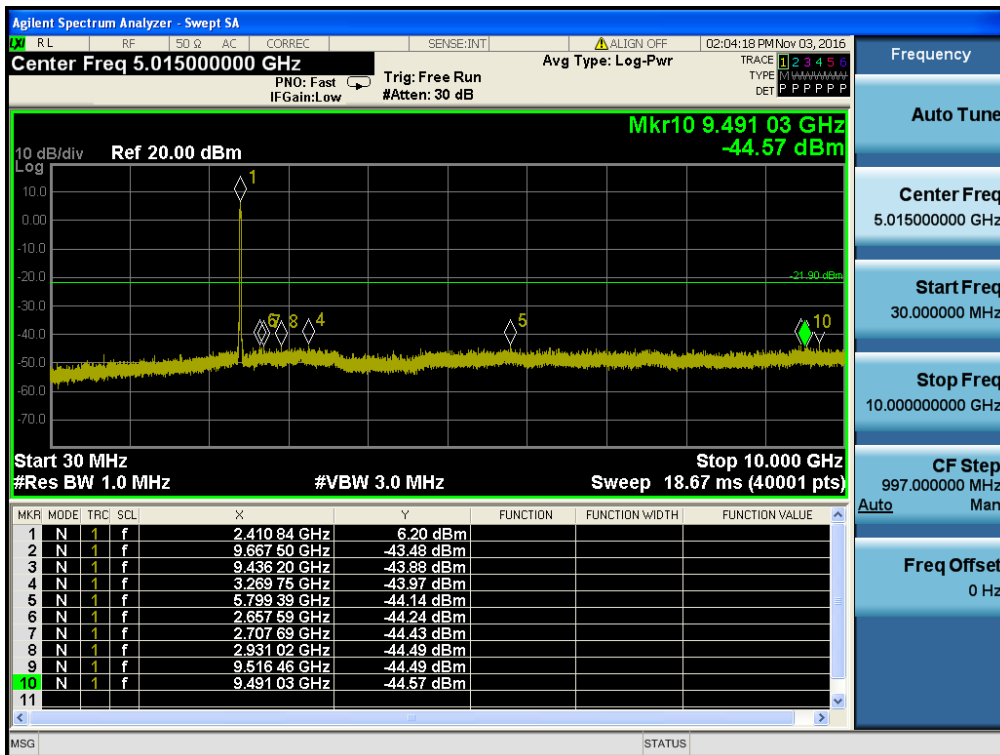 Agilent Spectrum Analyzer - Swept SA
LXI RL RF 50 Ω AC CORREC SENSE:INT ALIGN OFF 02:04:18 PM Nov 03, 2016
Center Freq 5.015000000 GHz
PNO: Fast
IFGain:Low
Trig: Free Run
#Atten: 30 dB
Avg Type: Log-Pwr
TRACE 1 2 3 4 5 6
TYPE M W W W W W
DET P P P P P P
Mkr10 9.491 03 GHz
-44.57 dBm
10 dB/div Ref 20.00 dBm
Log
10.0
0.00
-10.0
-20.0
-30.0
-40.0
-50.0
-60.0
-70.0
-21.90 dBm
1
6 7 8 4 5 10
Start 30 MHz Stop 10.000 GHz
#Res BW 1.0 MHz #VBW 3.0 MHz Sweep 18.67 ms (40001 pts)
MKR MODE TRC SCL X Y FUNCTION FUNCTION WIDTH FUNCTION VALUE
1 N 1 f 2.410 84 GHz 6.20 dBm
2 N 1 f 9.667 50 GHz -43.48 dBm
3 N 1 f 9.436 20 GHz -43.88 dBm
4 N 1 f 3.269 75 GHz -43.97 dBm
5 N 1 f 5.799 39 GHz -44.14 dBm
6 N 1 f 2.657 59 GHz -44.24 dBm
7 N 1 f 2.707 69 GHz -44.43 dBm
8 N 1 f 2.931 02 GHz -44.49 dBm
9 N 1 f 9.516 46 GHz -44.49 dBm
10 N 1 f 9.491 03 GHz -44.57 dBm
11
MSG STATUS
Frequency
Auto Tune
Center Freq
5.015000000 GHz
Start Freq
30.000000 MHz
Stop Freq
10.000000000 GHz
CF Step
997.000000 MHz
Auto Man
Freq Offset
0 Hz